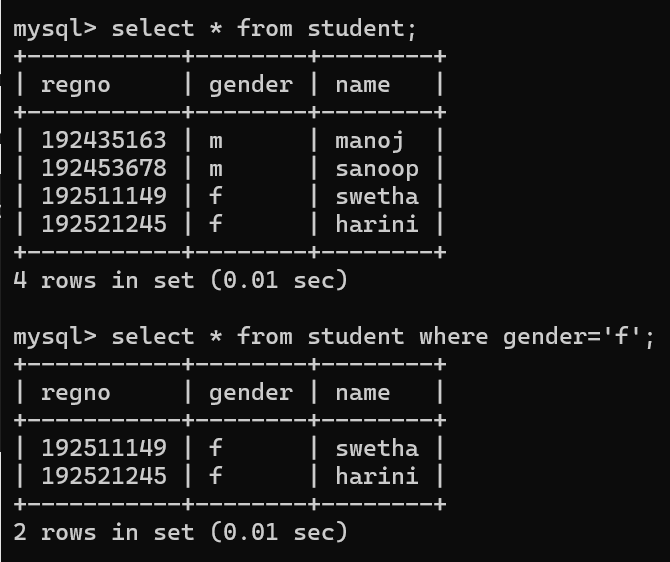 mysql> select * from student;
+-----------+--------+--------+
| regno     | gender | name   |
+-----------+--------+--------+
| 192435163 | m      | manoj  |
| 192453678 | m      | sanoop |
| 192511149 | f      | swetha |
| 192521245 | f      | harini |
+-----------+--------+--------+
4 rows in set (0.01 sec)

mysql> select * from student where gender='f';
+-----------+--------+--------+
| regno     | gender | name   |
+-----------+--------+--------+
| 192511149 | f      | swetha |
| 192521245 | f      | harini |
+-----------+--------+--------+
2 rows in set (0.01 sec)